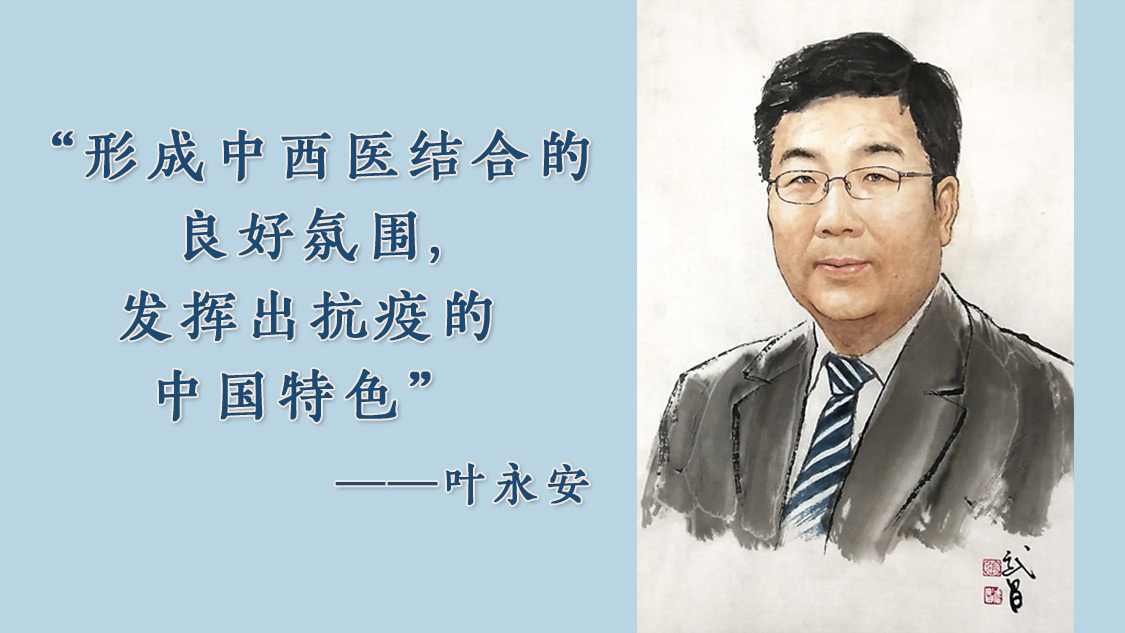 “形成中西医结合的
良好氛围,
发挥出抗疫的
中国特色”
——叶永安